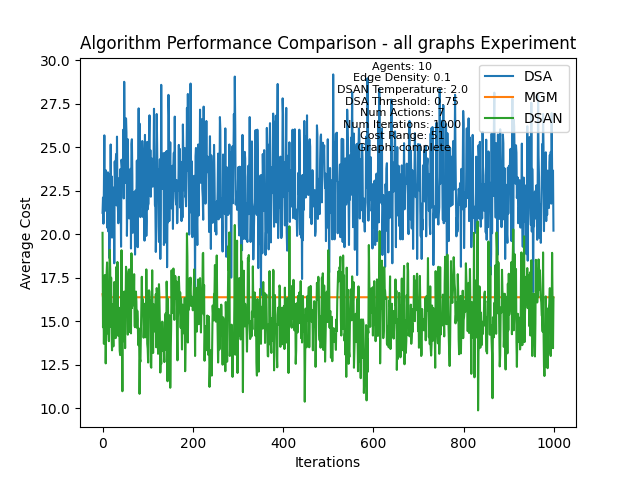 Algorithm Performance Comparison - all graphs Experiment
30.0
27.5
25.0
22.5
20.0
17.5
15.0
12.5
10.0
Average Cost
Agents: 10
Edge Density: 0.1
DSAN Temperature: 2.0
DSA Threshold: 0.75
Num Actions:
Num Iterations: 1000
Cost Range: 51
Graph: complete
DSA
MGM
DSAN
0
200
400
600
800
1000
Iterations